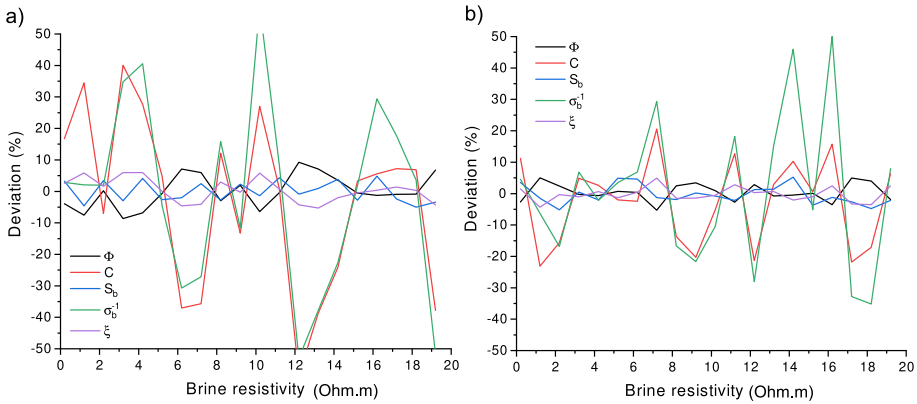 a)
50
40
30
20
10
0
-10
-20
-30
-40
-50
Deviation (%)
Φ
C
S_b
σ_b^-1
ξ
0 2 4 6 8 10 12 14 16 18 20
Brine resistivity (Ohm.m)
b)
50
40
30
20
10
0
-10
-20
-30
-40
-50
Deviation (%)
Φ
C
S_b
σ_b^-1
ξ
0 2 4 6 8 10 12 14 16 18 20
Brine resistivity (Ohm.m)